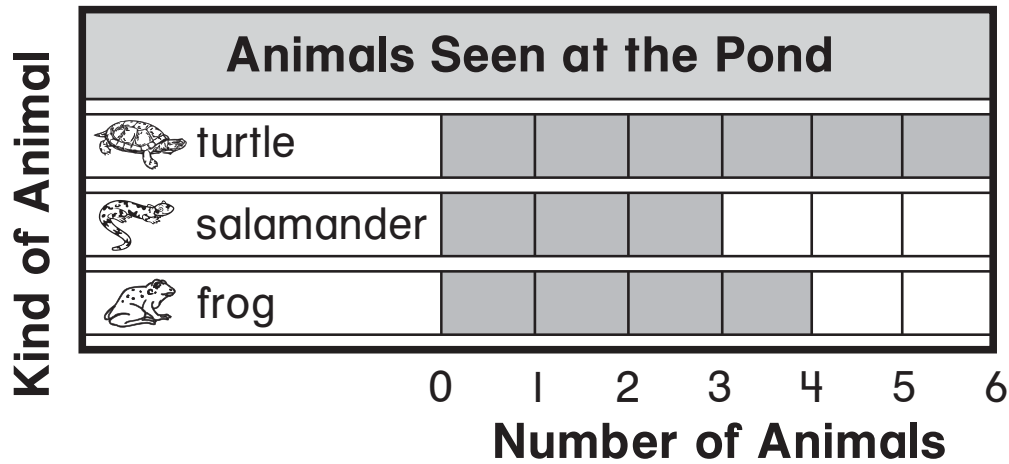 Animals Seen at the Pond
Kind of Animal
turtle
salamander
frog
0 1 2 3 4 5 6
Number of Animals